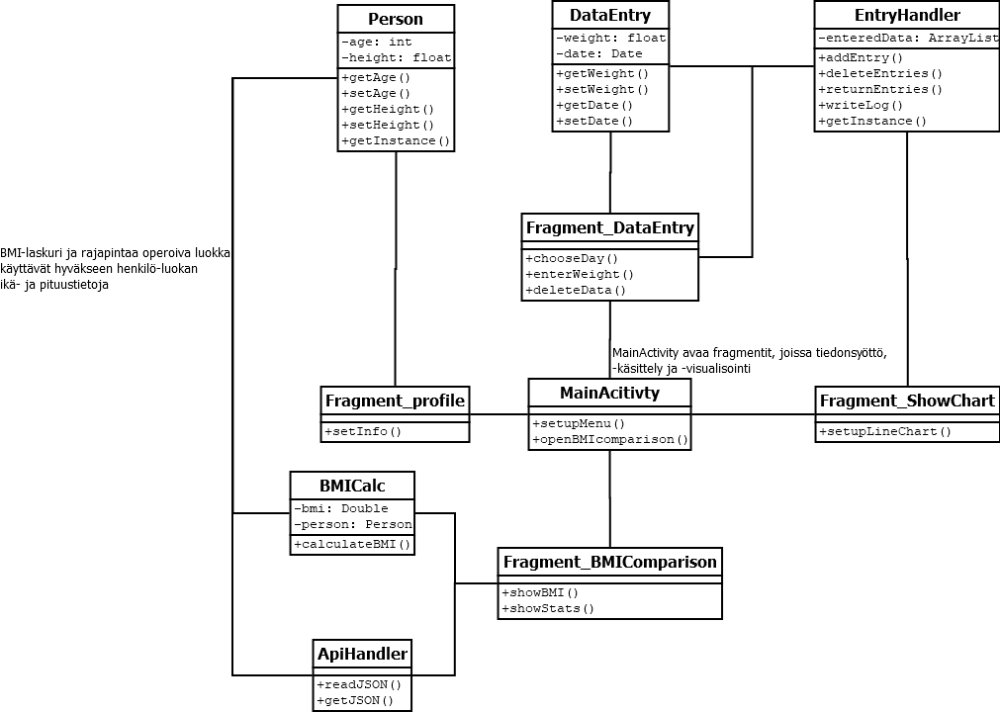 Person
-age: int
-height: float
+getAge()
+setAge()
+getHeight()
+setHeight()
+getInstance()
DataEntry
-weight: float
-date: Date
+getWeight()
+setWeight()
+getDate()
+setDate()
EntryHandler
-enteredData: ArrayList
+addEntry()
+deleteEntries()
+returnEntries()
+writeLog()
+getInstance()
BMI-laskuri ja rajapintaa operoiva luokka
käyttävät hyväkseen henkilö-luokan
ikä- ja pituustietoja
Fragment_DataEntry
+chooseDay()
+enterWeight()
+deleteData()
MainActivity avaa fragmentit, joissa tiedonsyöttö,
-käsittely ja -visualisointi
Fragment_profile
+setInfo()
MainAcitivty
+setupMenu()
+openBMIcomparison()
Fragment_ShowChart
+setupLineChart()
BMICalc
-bmi: Double
-person: Person
+calculateBMI()
Fragment_BMIComparison
+showBMI()
+showStats()
ApiHandler
+readJSON()
+getJSON()